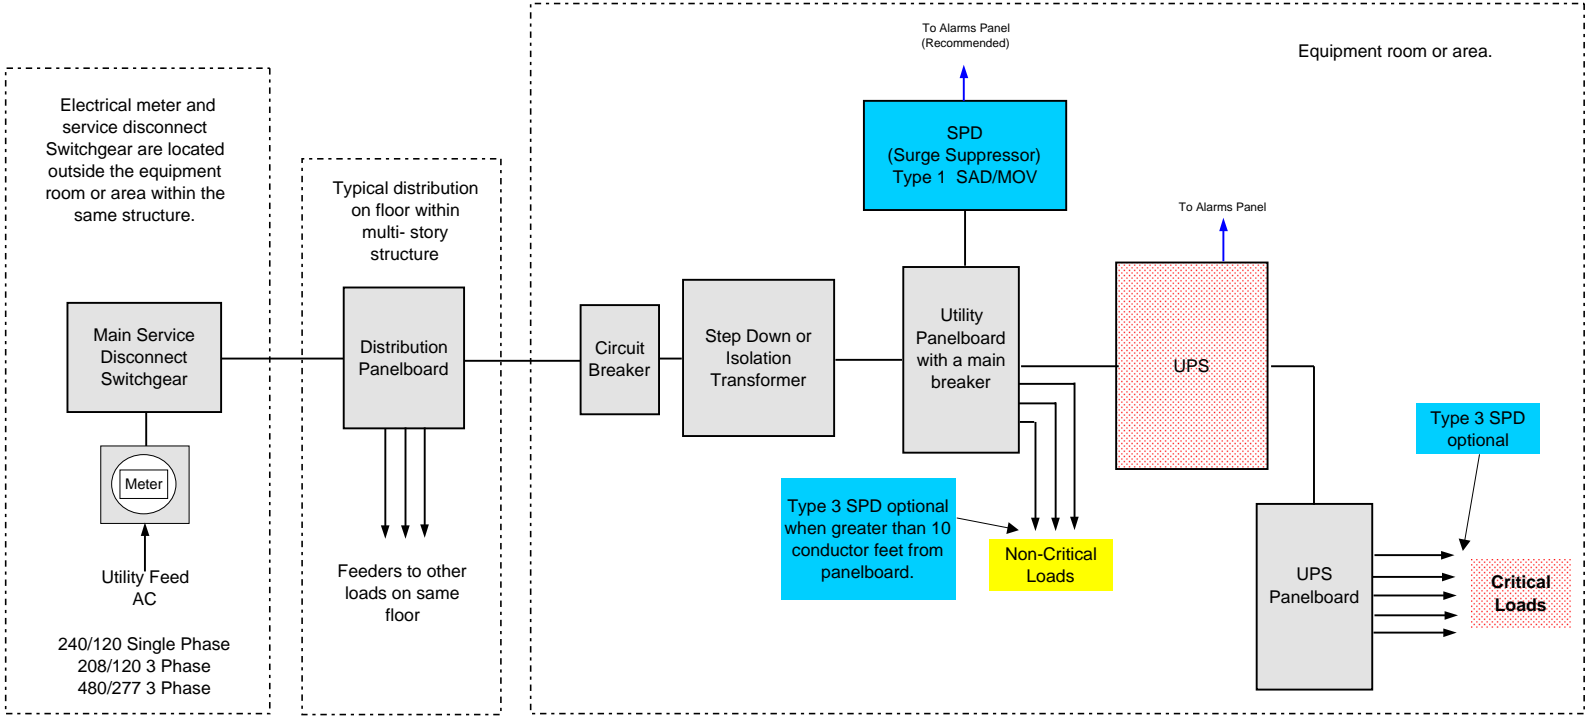 Electrical meter and
service disconnect
Switchgear are located
outside the equipment
room or area within the
same structure.
Main Service
Disconnect
Switchgear
Meter
Utility Feed
AC
240/120 Single Phase
208/120 3 Phase
480/277 3 Phase
Typical distribution
on floor within
multi- story
structure
Distribution
Panelboard
Feeders to other
loads on same
floor
Equipment room or area.
To Alarms Panel
(Recommended)
SPD
(Surge Suppressor)
Type 1 SAD/MOV
Circuit
Breaker
Step Down or
Isolation
Transformer
Utility
Panelboard
with a main
breaker
To Alarms Panel
UPS
Type 3 SPD optional
when greater than 10
conductor feet from
panelboard.
Non-Critical
Loads
UPS
Panelboard
Type 3 SPD
optional
Critical
Loads